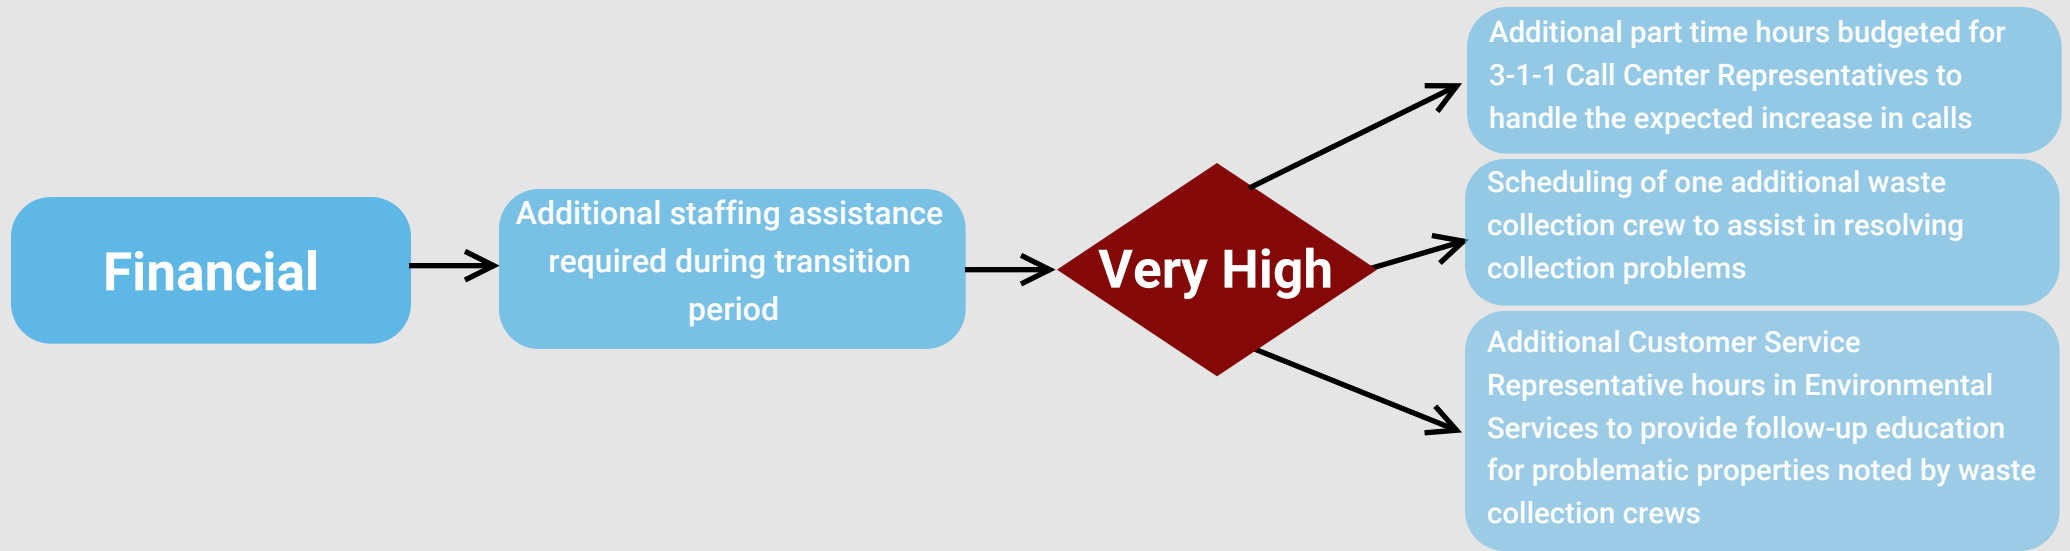 Financial
Additional staffing assistance
required during transition
period
Very High
Additional part time hours budgeted for
3-1-1 Call Center Representatives to
handle the expected increase in calls
Scheduling of one additional waste
collection crew to assist in resolving
collection problems
Additional Customer Service
Representative hours in Environmental
Services to provide follow-up education
for problematic properties noted by waste
collection crews